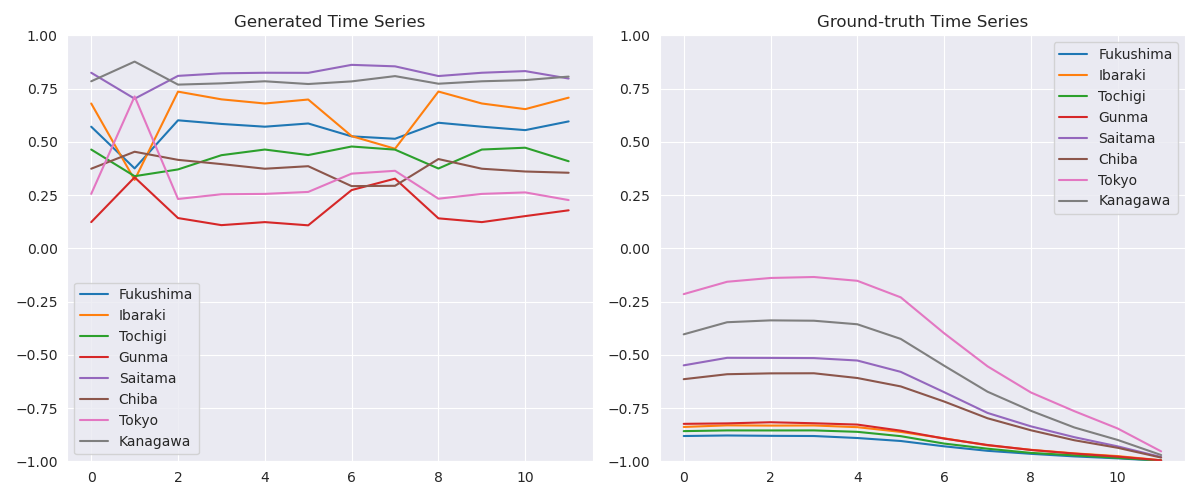 Generated Time Series
1.00
0.75
0.50
0.25
0.00
−0.25
−0.50
−0.75
−1.00
0 2 4 6 8 10
Fukushima
Ibaraki
Tochigi
Gunma
Saitama
Chiba
Tokyo
Kanagawa
Ground-truth Time Series
1.00
0.75
0.50
0.25
0.00
−0.25
−0.50
−0.75
−1.00
0 2 4 6 8 10
Fukushima
Ibaraki
Tochigi
Gunma
Saitama
Chiba
Tokyo
Kanagawa